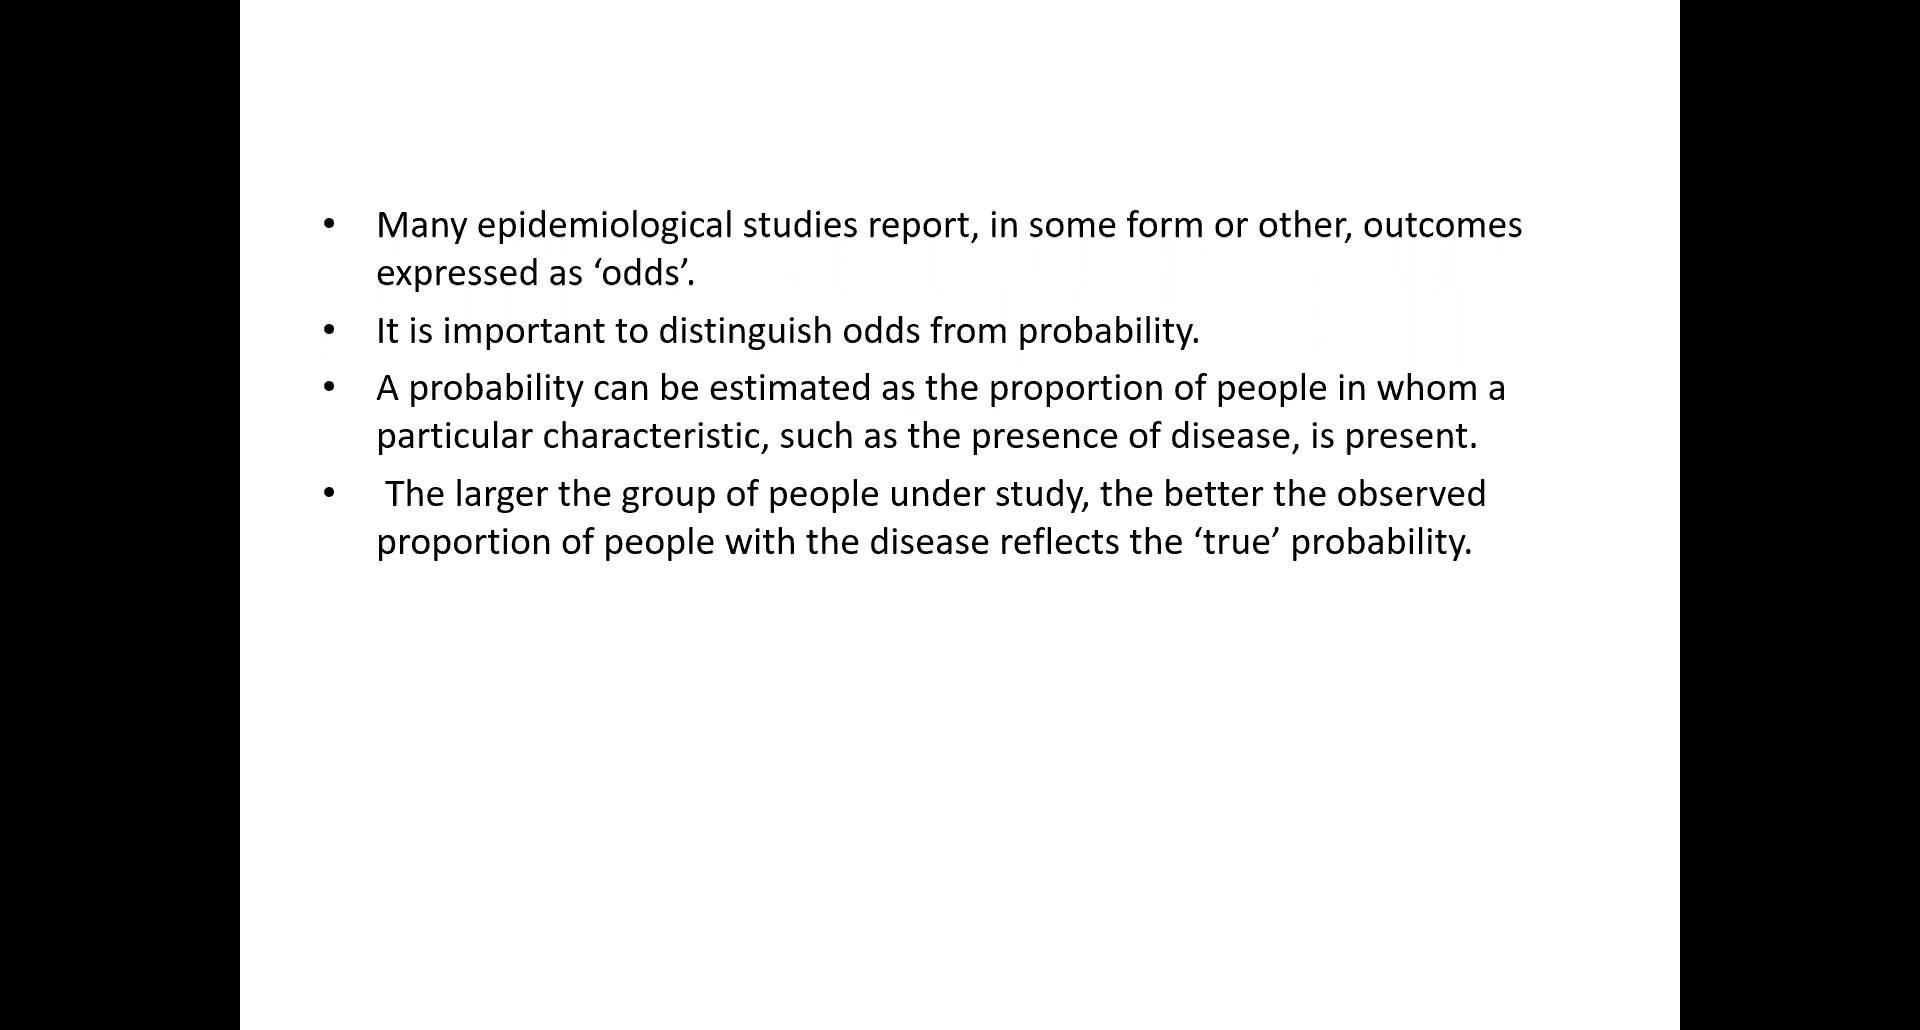 • Many epidemiological studies report, in some form or other, outcomes
expressed as ‘odds’.
• It is important to distinguish odds from probability.
• A probability can be estimated as the proportion of people in whom a
particular characteristic, such as the presence of disease, is present.
• The larger the group of people under study, the better the observed
proportion of people with the disease reflects the ‘true’ probability.